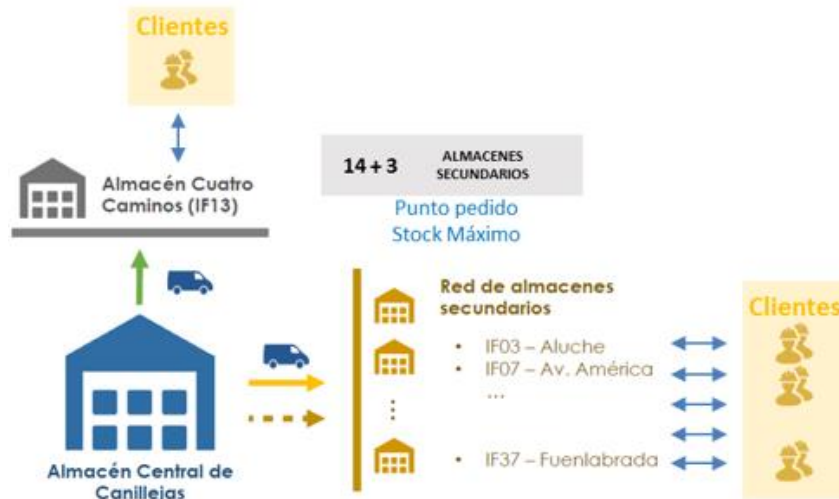 Clientes
Almacén Cuatro
Caminos (IF13)
14 + 3
ALMACENES
SECUNDARIOS
Punto pedido
Stock Máximo
Red de almacenes
secundarios
• IF03 – Aluche
• IF07 – Av. América
...
• IF37 – Fuenlabrada
Clientes
Almacén Central de
Canillejas